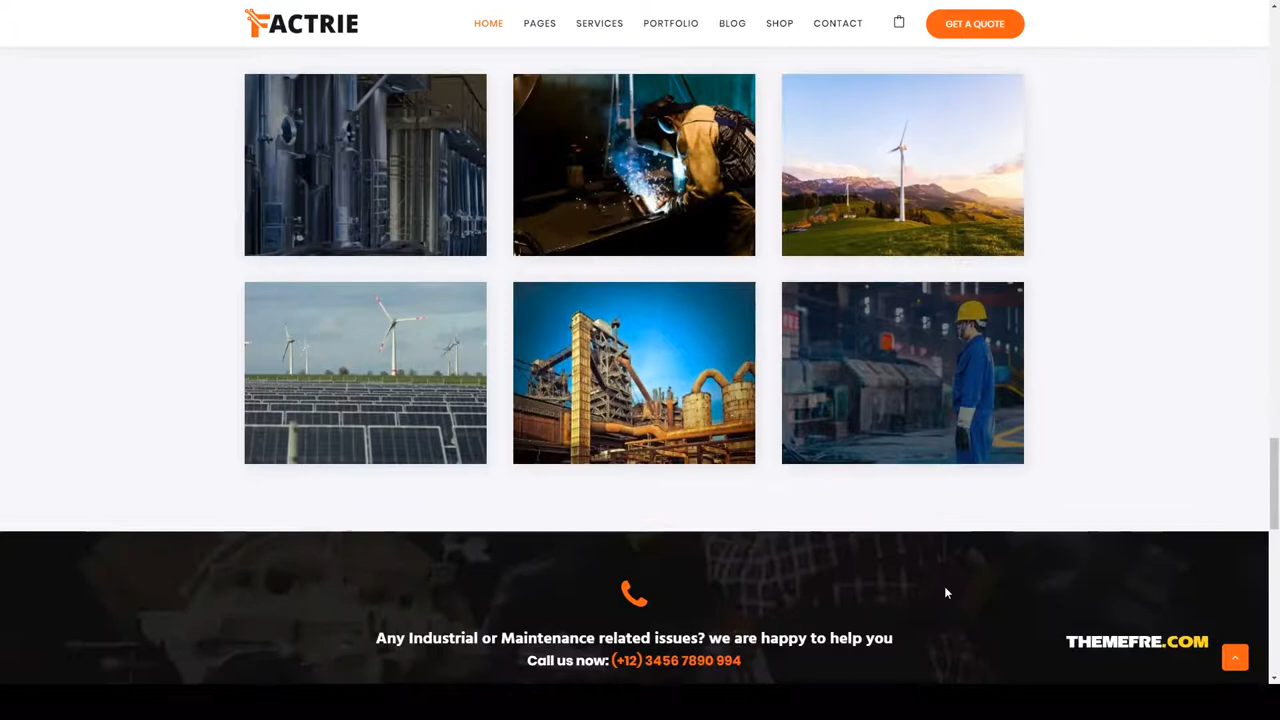 FACTRIE
HOME PAGES SERVICES PORTFOLIO BLOG SHOP CONTACT GET A QUOTE
Any Industrial or Maintenance related issues? we are happy to help you
Call us now: (+12) 3456 7890 994
THEMEFRE.COM